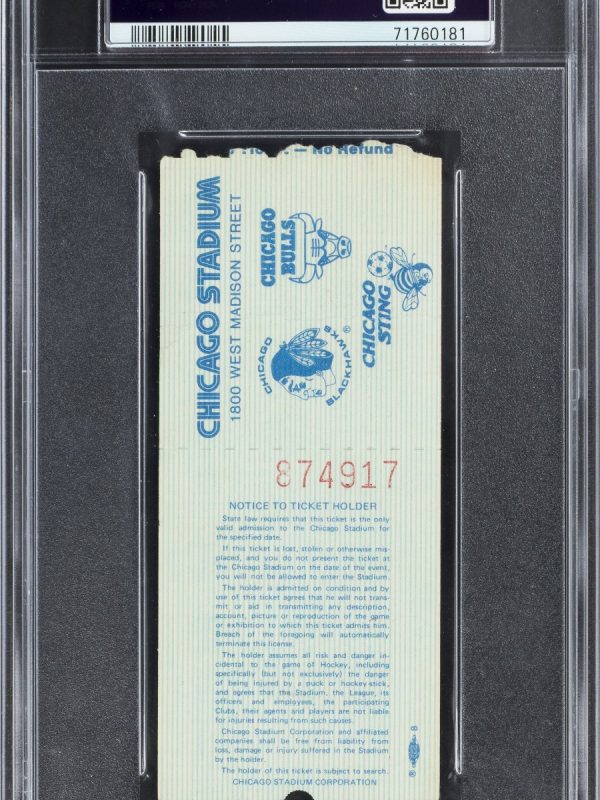 71760181
No Refund
CHICAGO STADIUM
1800 WEST MADISON STREET
CHICAGO
BULLS
CHICAGO
STING
CHICAGO
BLACKHAWKS ®
874917
NOTICE TO TICKET HOLDER
State law requires that this ticket is the only
valid admission to the Chicago Stadium for
the specified date.
If this ticket is lost, stolen or otherwise mis-
placed, and you do not present the ticket at
the Chicago Stadium on the date of the event,
you will not be allowed to enter the Stadium.
The holder is admitted on condition and by
use of this ticket agrees that he will not trans-
mit or aid in transmitting any description,
account, picture or reproduction of the game
or exhibition to which this ticket admits him.
Breach of the foregoing will automatically
terminate this license.
The holder assumes all risk and danger in-
cidental to the game of Hockey, including
specifically (but not exclusively) the danger
of being injured by a puck or hockey-stick,
and agrees that the Stadium, the League, its
officers and employees, the participating
Clubs, their agents and players are not liable
for injuries resulting from such causes.
Chicago Stadium Corporation and affiliated
companies shall be free from liability from
loss, damage or injury suffered in the Stadium
by the holder.
The holder of this ticket is subject to search.
CHICAGO STADIUM CORPORATION
® 8